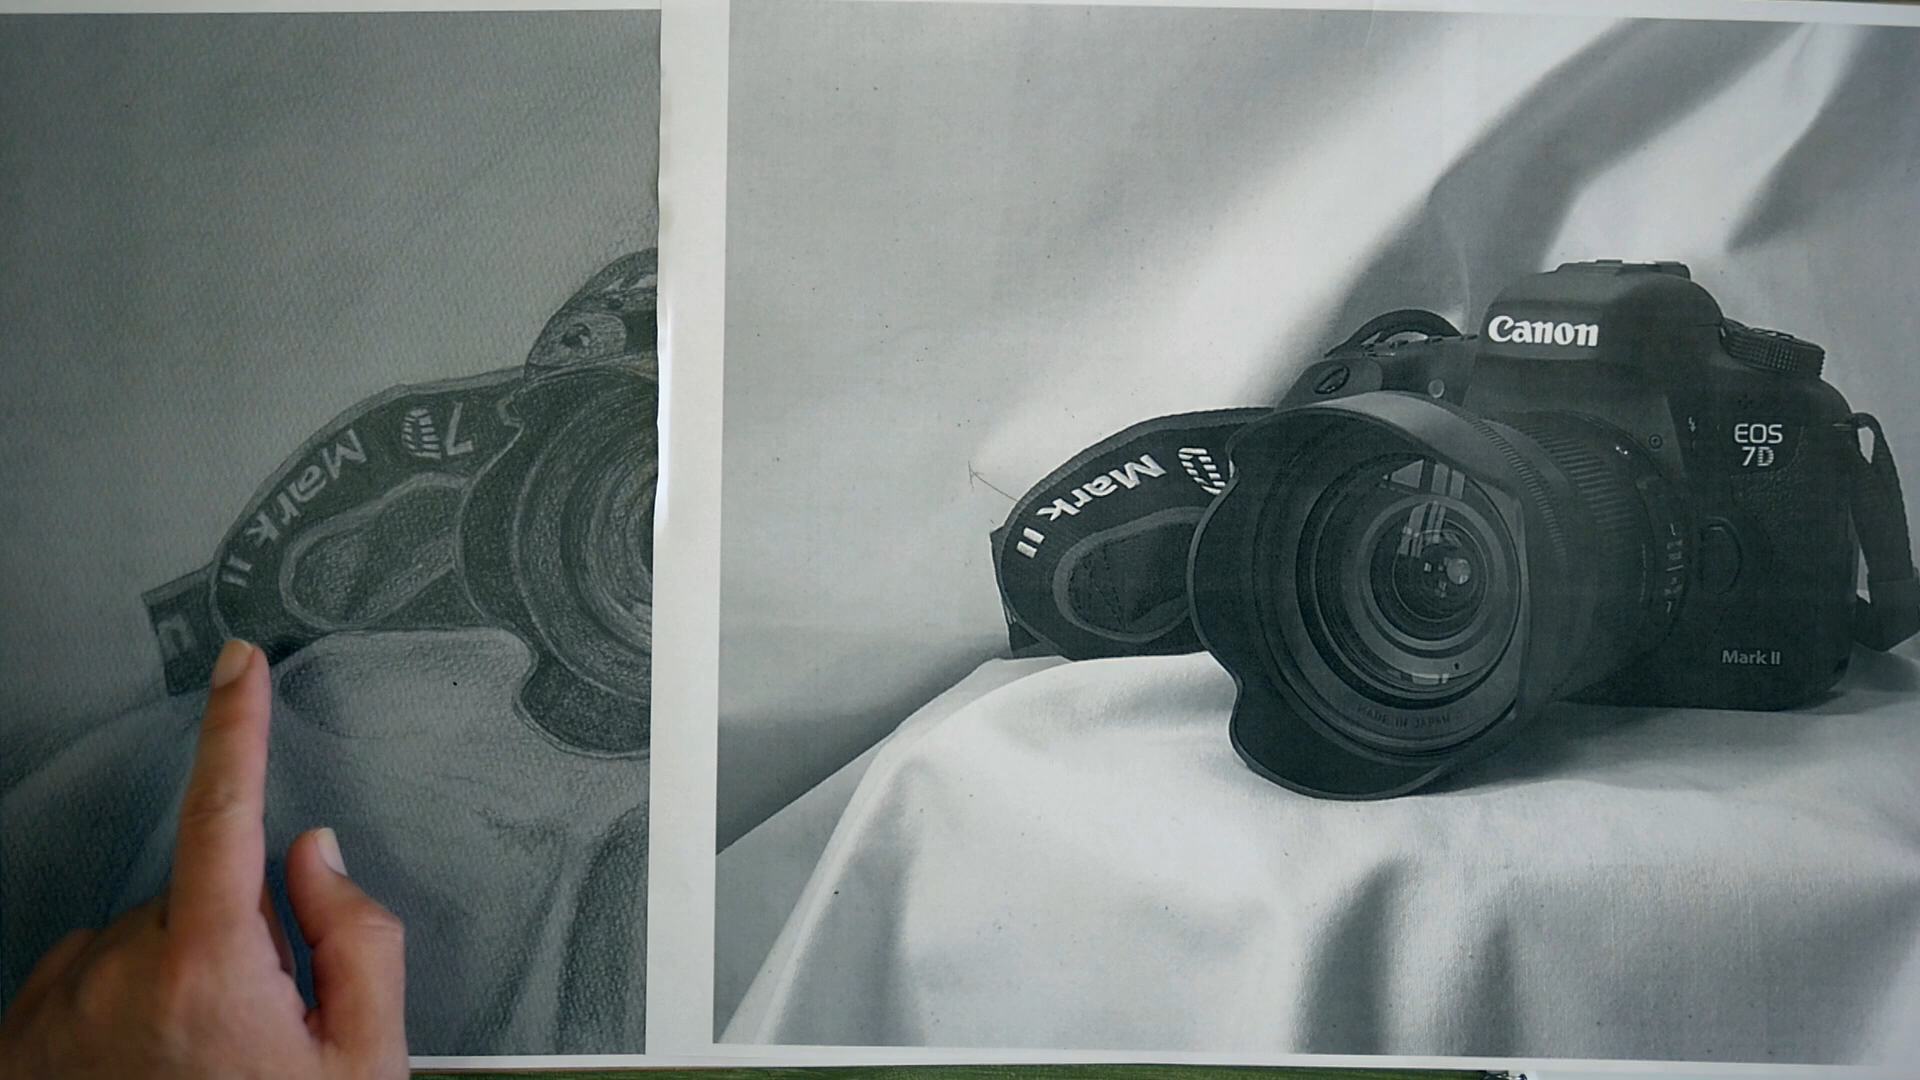 7
Mark II
C
Canon
EOS
7D
Mark II
Mark II
MADE IN JAPAN